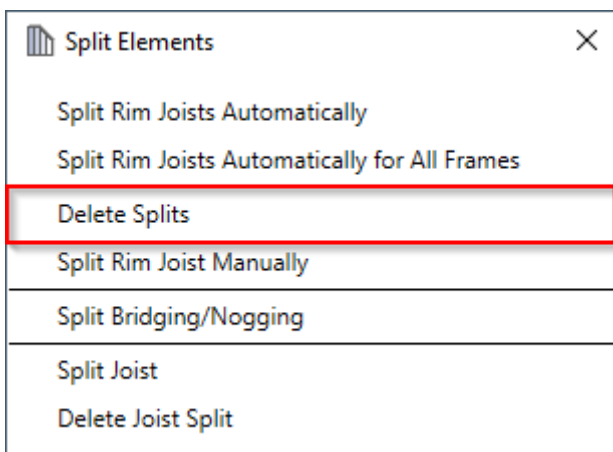 Split Elements
Split Rim Joists Automatically
Split Rim Joists Automatically for All Frames
Delete Splits
Split Rim Joist Manually
Split Bridging/Nogging
Split Joist
Delete Joist Split